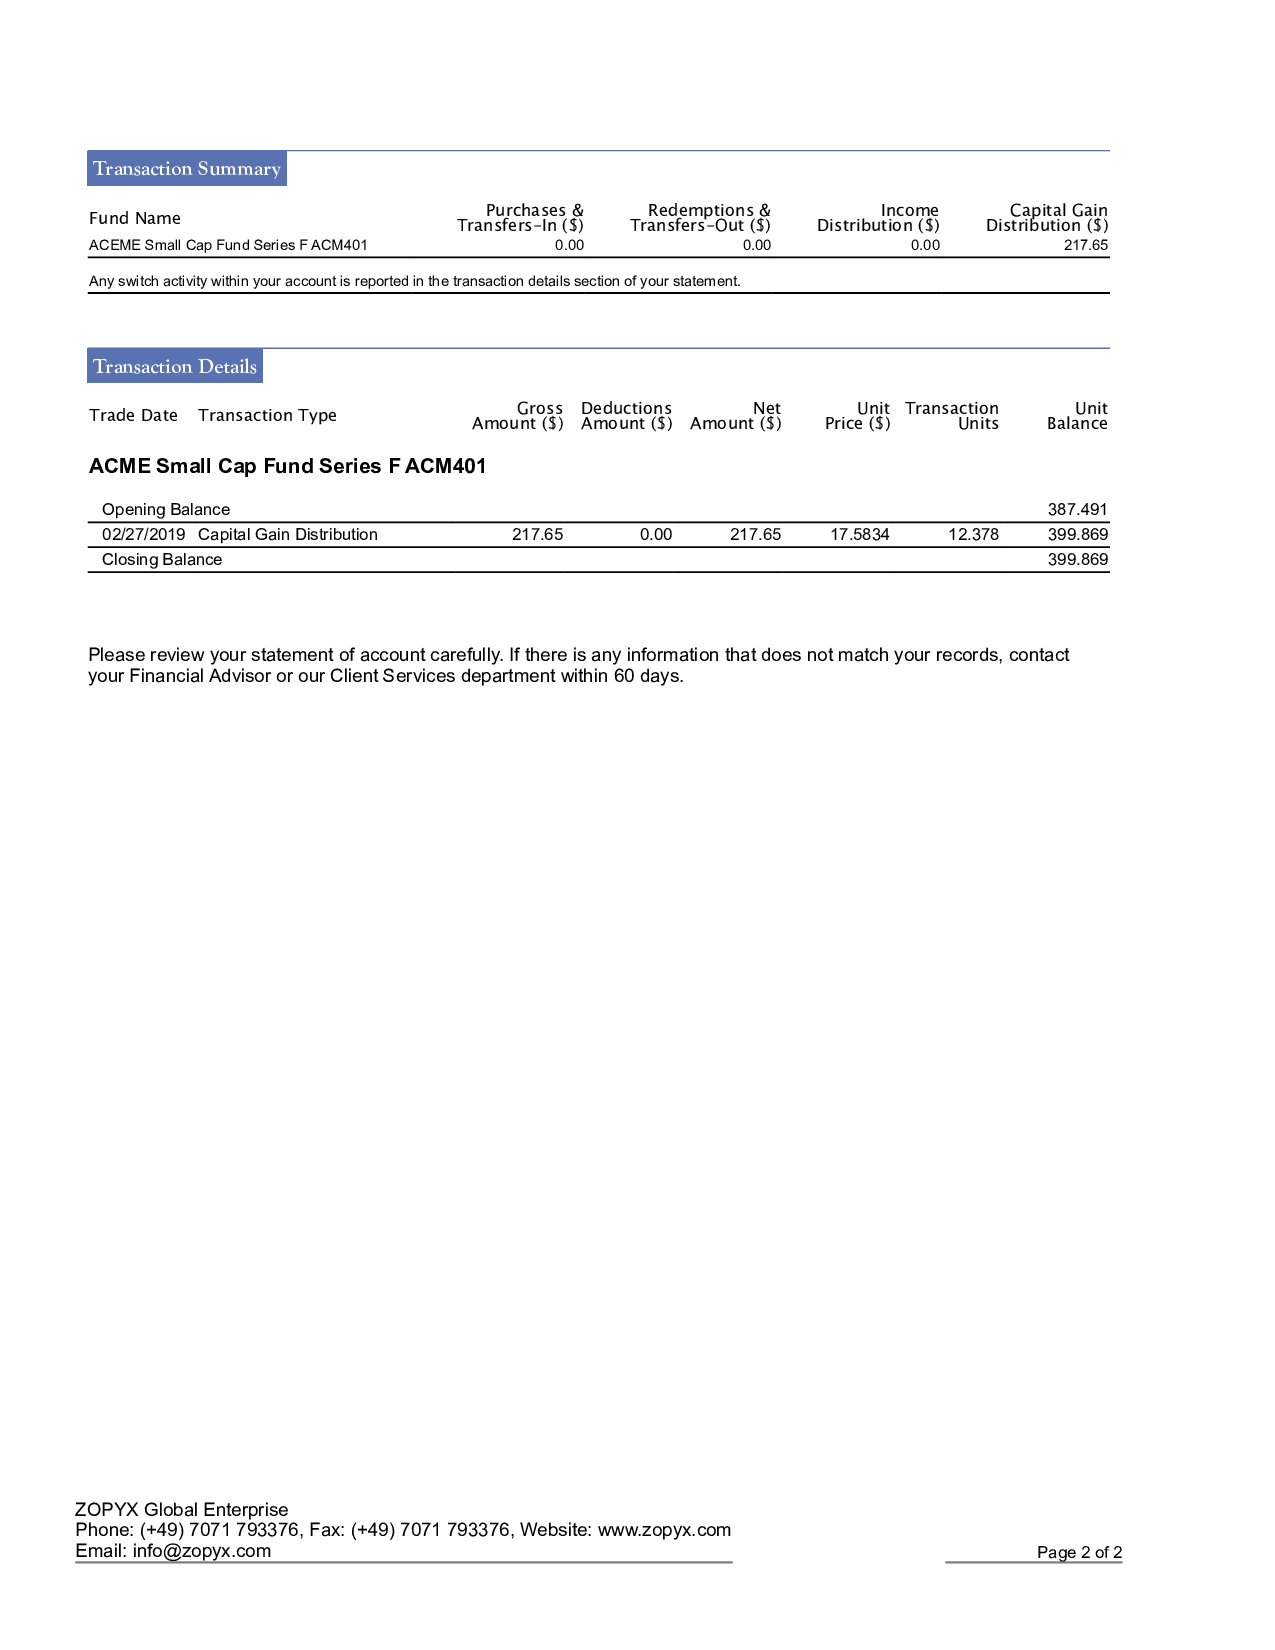 Transaction Summary
Fund Name Purchases & Transfers-In ($) Redemptions & Transfers-Out ($) Income Distribution ($) Capital Gain Distribution ($)
ACEME Small Cap Fund Series F ACM401 0.00 0.00 0.00 217.65
Any switch activity within your account is reported in the transaction details section of your statement.
Transaction Details
Trade Date Transaction Type Gross Amount ($) Deductions Amount ($) Net Amount ($) Unit Price ($) Transaction Units Unit Balance
ACME Small Cap Fund Series F ACM401
Opening Balance 387.491
02/27/2019 Capital Gain Distribution 217.65 0.00 217.65 17.5834 12.378 399.869
Closing Balance 399.869
Please review your statement of account carefully. If there is any information that does not match your records, contact
your Financial Advisor or our Client Services department within 60 days.
ZOPYX Global Enterprise
Phone: (+49) 7071 793376, Fax: (+49) 7071 793376, Website: www.zopyx.com
Email: info@zopyx.com
Page 2 of 2